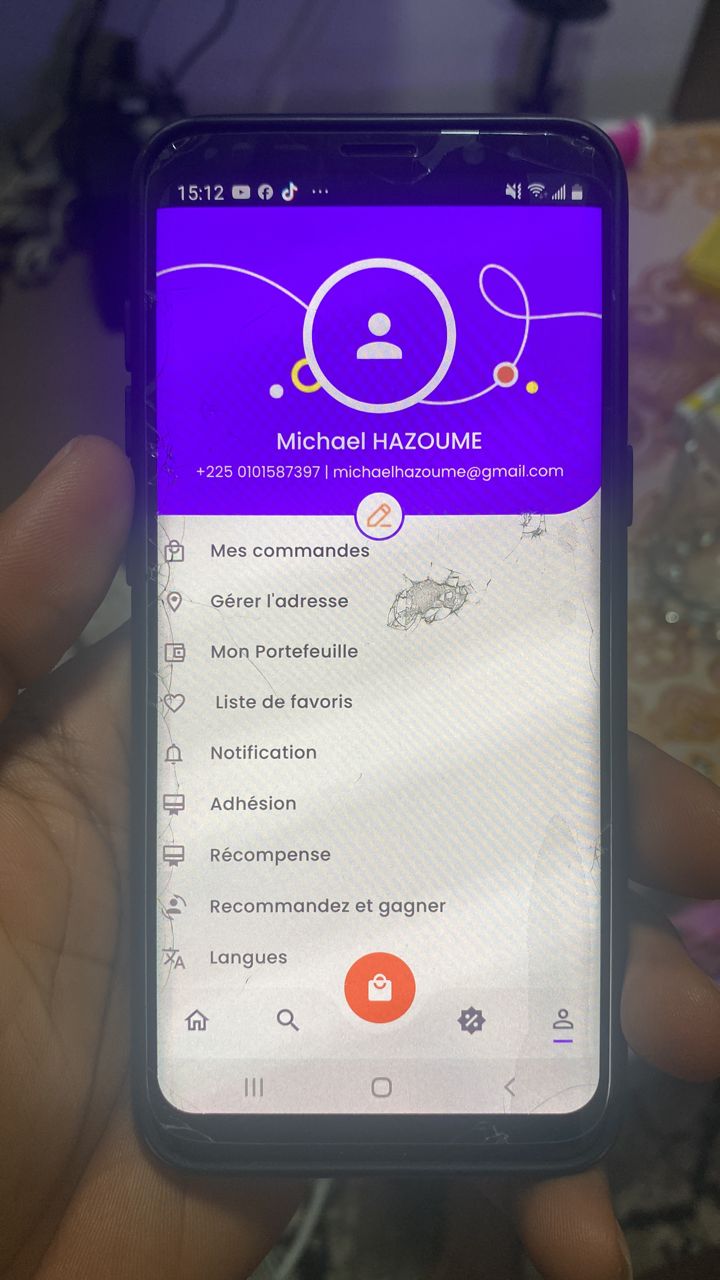 15:12
Michael HAZOUME
+225 0101587397 | michaelhazoume@gmail.com
Mes commandes
Gérer l'adresse
Mon Portefeuille
Liste de favoris
Notification
Adhésion
Récompense
Recommandez et gagner
Langues